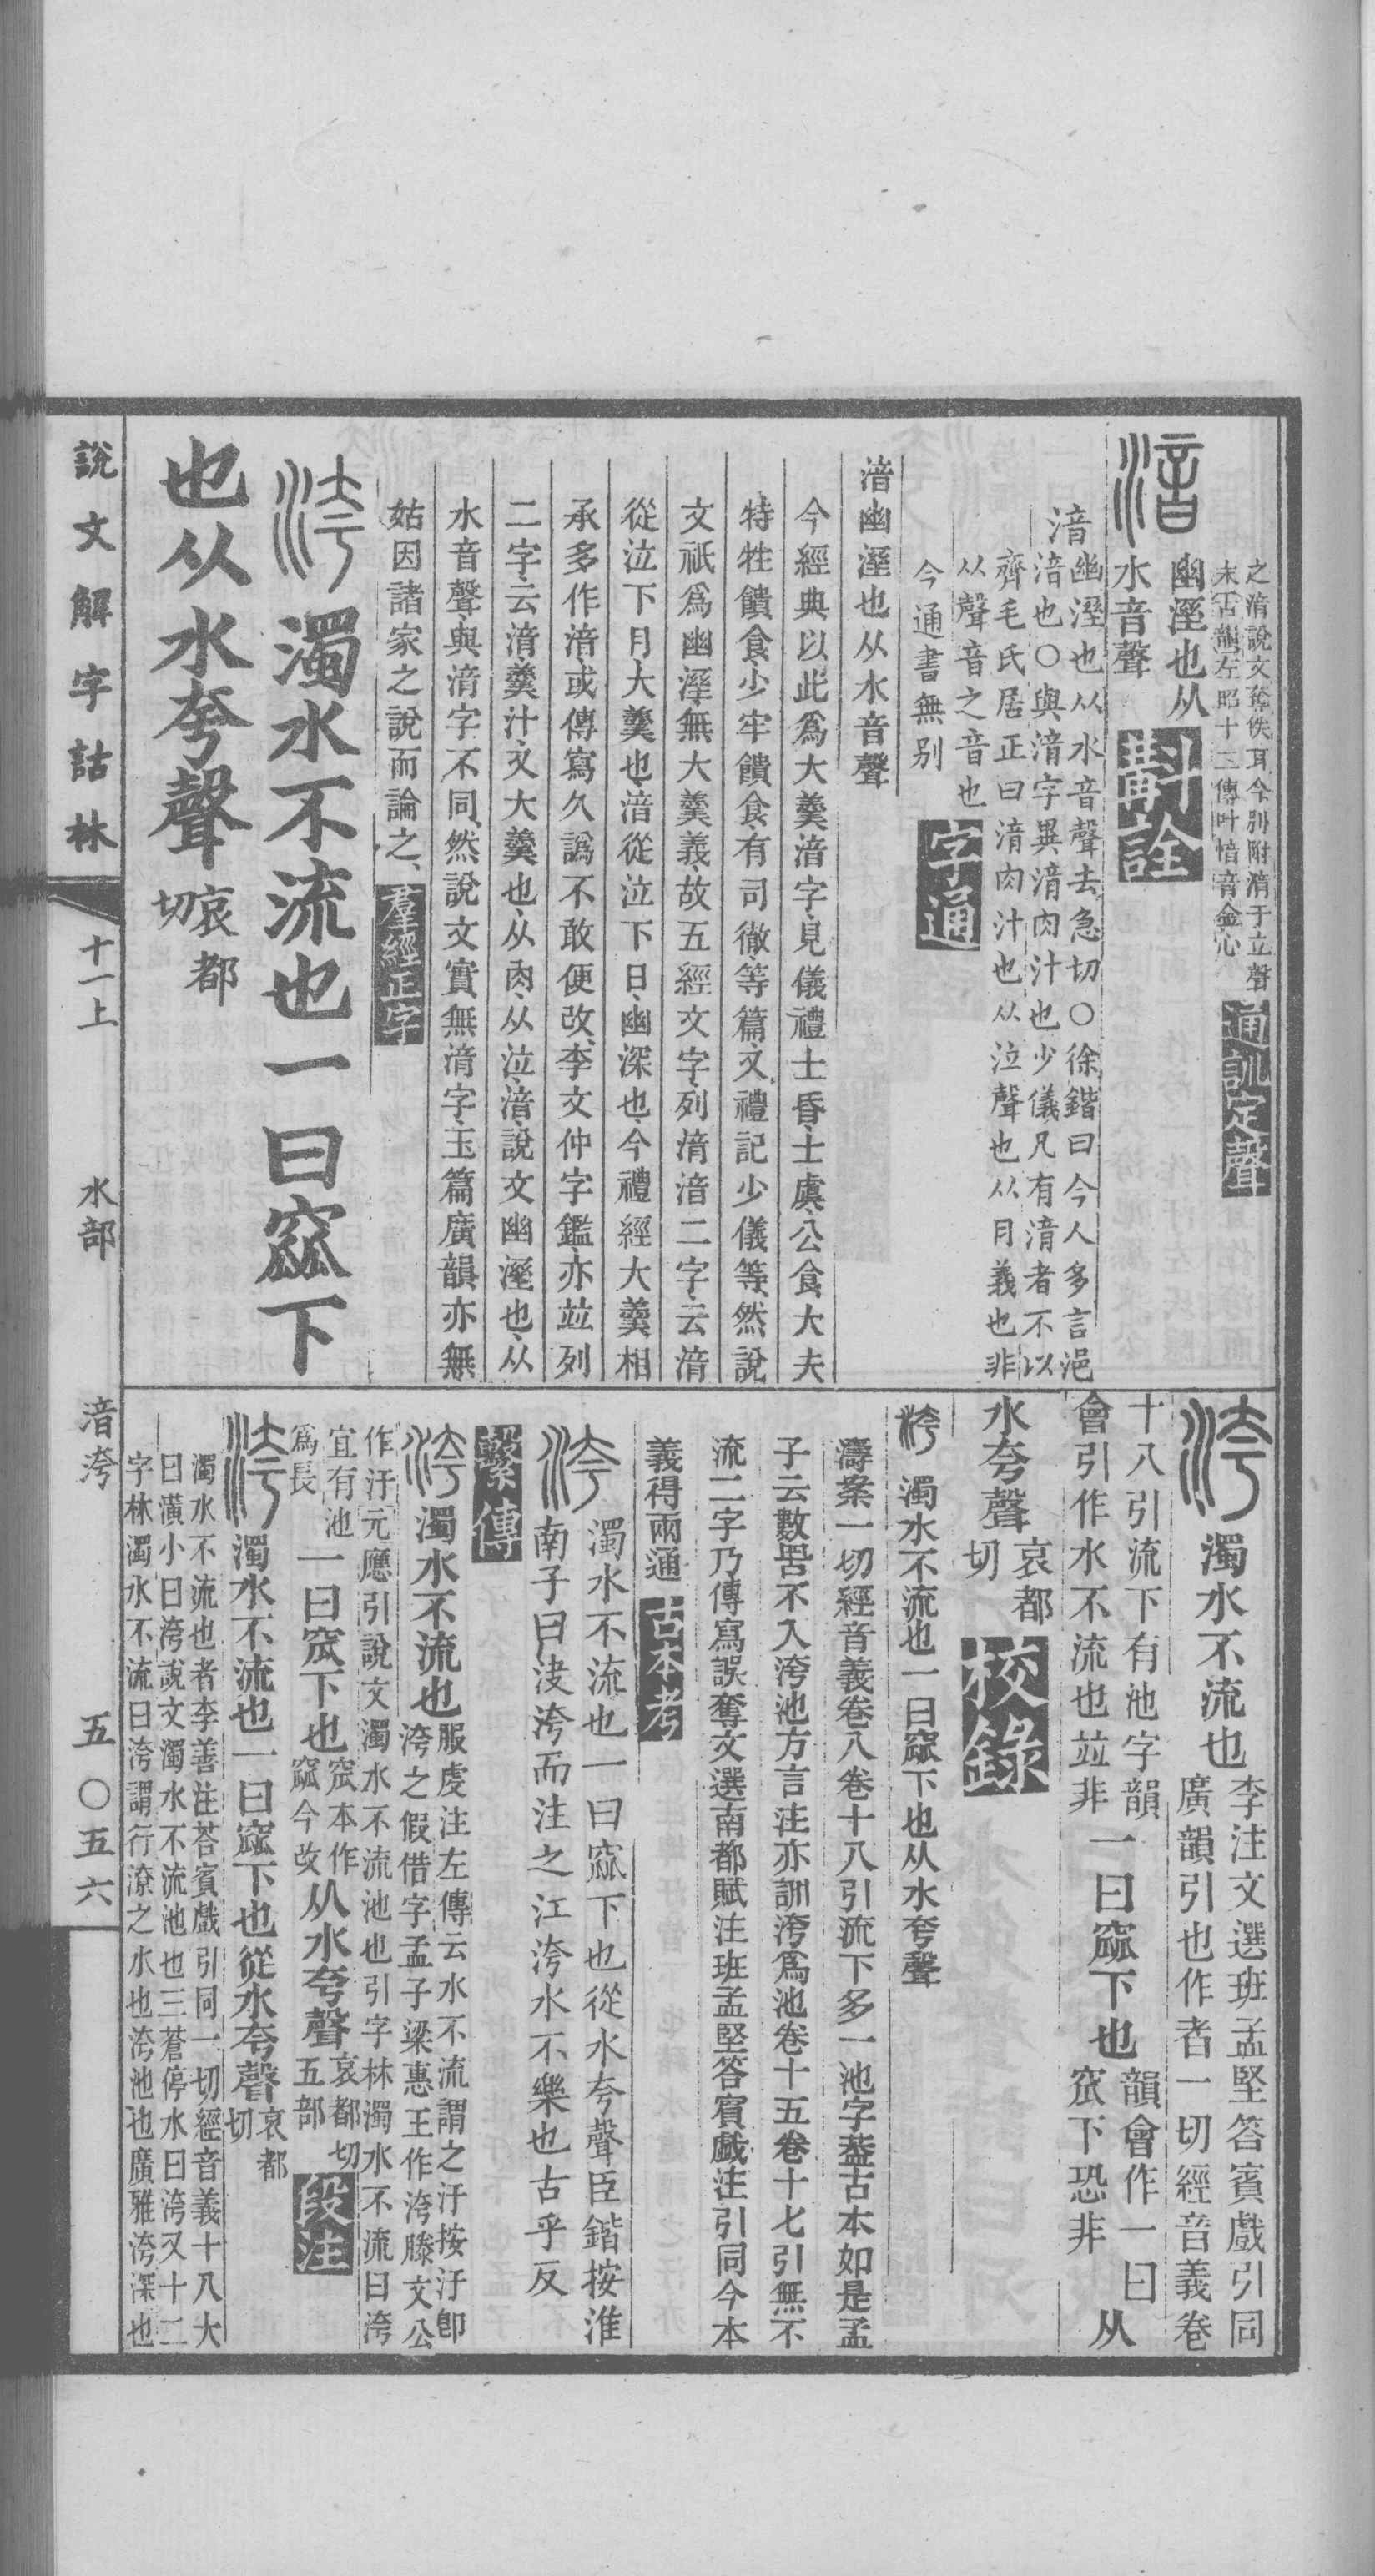 之湇說文奪佚耳今別附湇于立聲
末 左昭十二傳叶愔音金心
通訓定聲
湆
幽溼也从
水音聲
斠詮
湆
幽溼也从水音聲去急切○徐鍇曰今人多言浥
湆也○與湇字異湇肉汁也少儀凡有湇者不以
齊毛氏居正曰湇肉汁也从泣聲也从月義也非
从聲音之音也
今通書無別
字通
湆幽溼也从水音聲
今經典以此爲大羹湆字見儀禮士昏士虞公食大夫
特牲饋食少牢饋食有司徹等篇又禮記少儀等然說
文祇爲幽溼無大羹義故五經文字列湇湆二字云湇
從泣下月大羹也湆從泣下日幽深也今禮經大羹相
承多作湆或傳寫久譌不敢便改李文仲字鑑亦竝列
二字云湇羹汁又大羹也从肉从泣湆說文幽溼也从
水音聲與湇字不同然說文實無湇字玉篇廣韻亦無
姑因諸家之說而論之、
羣經正字
洿
濁水不流也一曰窳下
也从水夸聲
哀都
切
洿
濁水不流也
李注文選班孟堅答賓戲引同
廣韻引也作者一切經音義卷
十八引流下有池字韻
會引作水不流也竝非
一曰窳下也
韻會作一曰
窊下恐非
从
水夸聲
哀都
切
校錄
洿
濁水不流也一曰窳下也从水夸聲
濤案一切經音義卷八卷十八引流下多一池字葢古本如是孟
子云數罟不入洿池方言注亦訓洿爲池卷十五卷十七引無不
流二字乃傳寫誤奪文選南都賦注班孟堅答賓戲注引同今本
義得兩通
古本考
洿
濁水不流也一曰窳下也從水夸聲臣鍇按淮
南子曰淒洿而注之江洿水不樂也古乎反
繫傳
洿
濁水不流也
服虔注左傳云水不流謂之汙按汙卽
洿之假借字孟子梁惠王作洿滕文公
作汙元應引說文濁水不流池也引字林濁水不流曰洿
宜有池
爲長
一曰窊下也
窊本作
窳今改
从水夸聲
哀都切
五部
段注
洿
濁水不流也一曰窳下也從水夸聲
哀都
切
濁水不流也者李善注荅賓戲引同一切經音義十八大
曰潢小曰洿說文濁水不流池也三蒼停水曰洿又十二
字林濁水不流曰洿謂行潦之水也洿池也廣雅洿深也
說文解字詁林
十一上
水部
湆洿
五〇五六